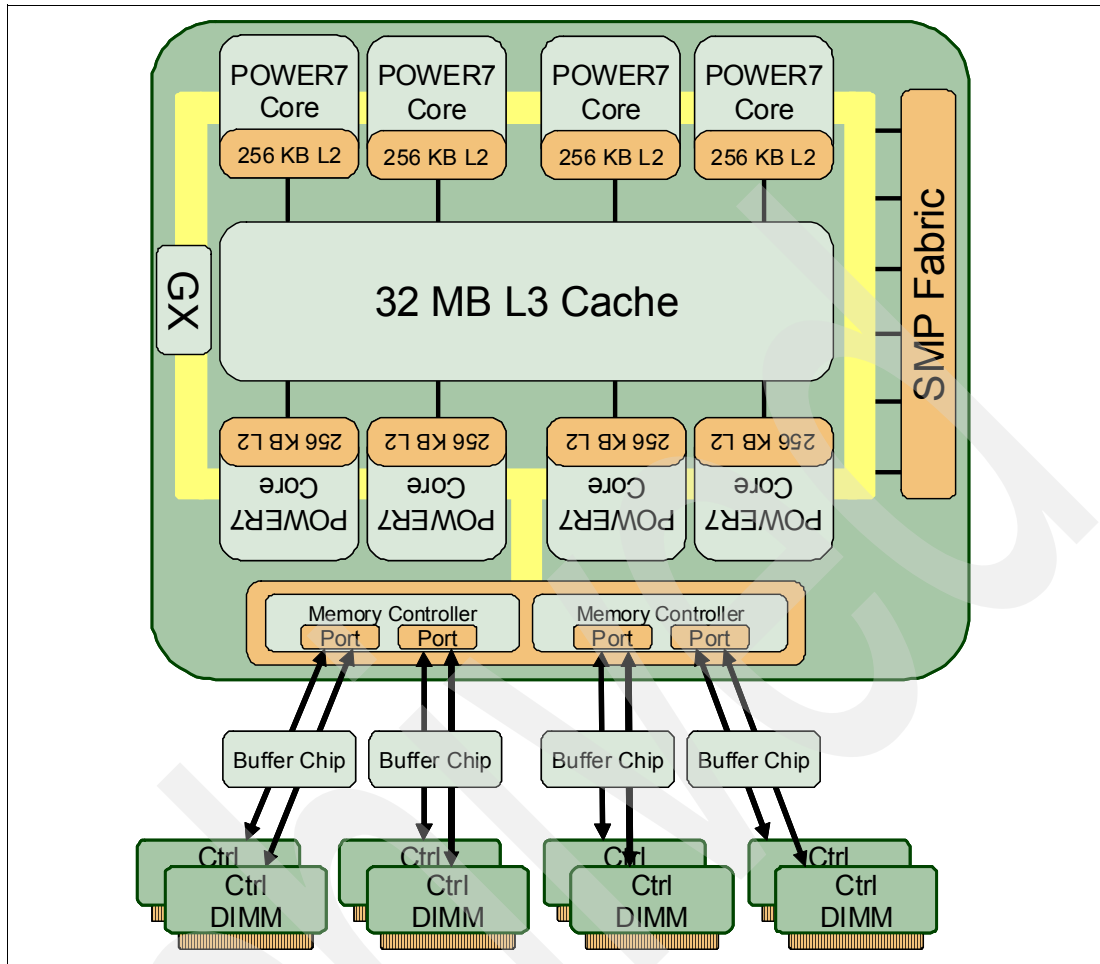 POWER7
Core
256 KB L2
POWER7
Core
256 KB L2
POWER7
Core
256 KB L2
POWER7
Core
256 KB L2
GX
32 MB L3 Cache
SMP Fabric
256 KB L2
Core
POWER7
256 KB L2
Core
POWER7
256 KB L2
Core
POWER7
256 KB L2
Core
POWER7
Memory Controller
Port
Port
Memory Controller
Port
Port
Buffer Chip
Buffer Chip
Buffer Chip
Buffer Chip
Ctrl
Ctrl
DIMM
Ctrl
Ctrl
DIMM
Ctrl
Ctrl
DIMM
Ctrl
Ctrl
DIMM